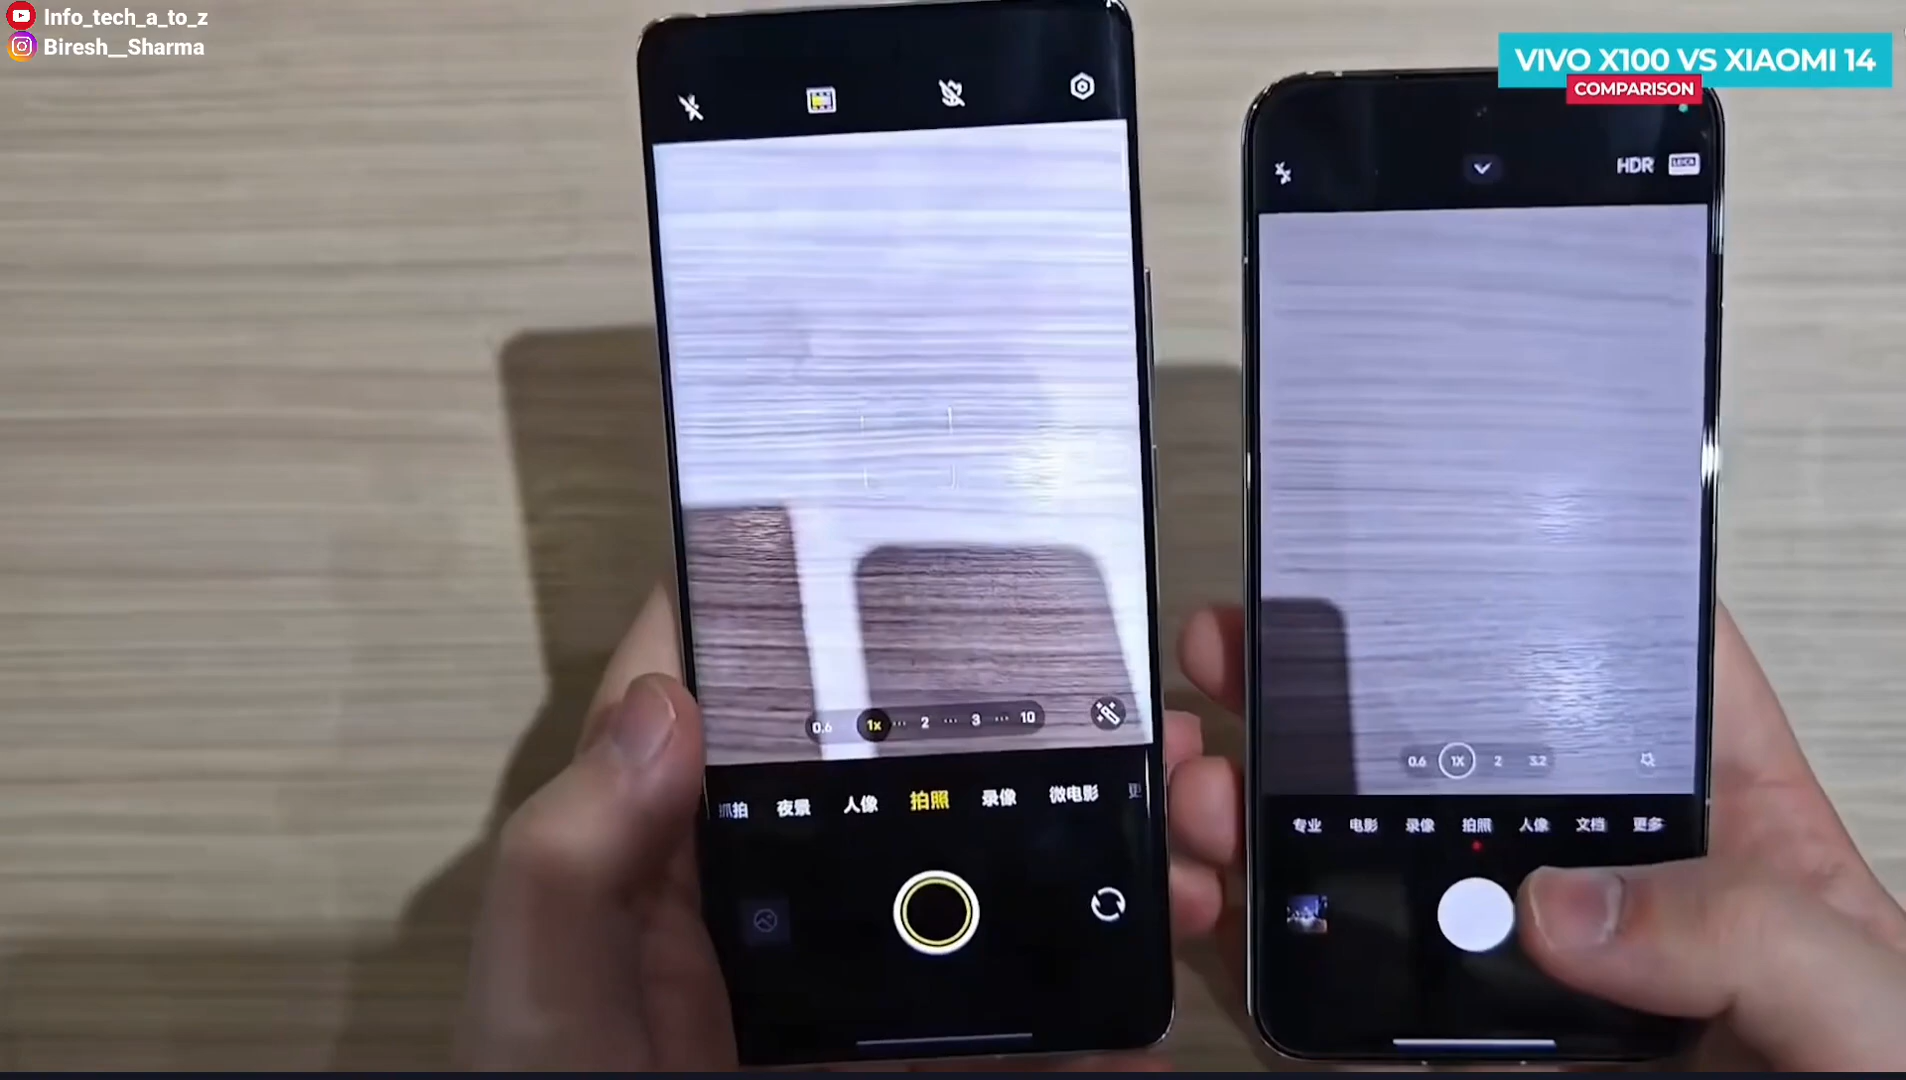 Info_tech_a_to_z
Biresh__Sharma
VIVO X100 VS XIAOMI 14
COMPARISON
HDR
LEICA
0.6 1x 2 3 10
抓拍 夜景 人像 拍照 录像 微电影 更
0.6 1X 2 3.2
专业 电影 录像 拍照 人像 文档 更多